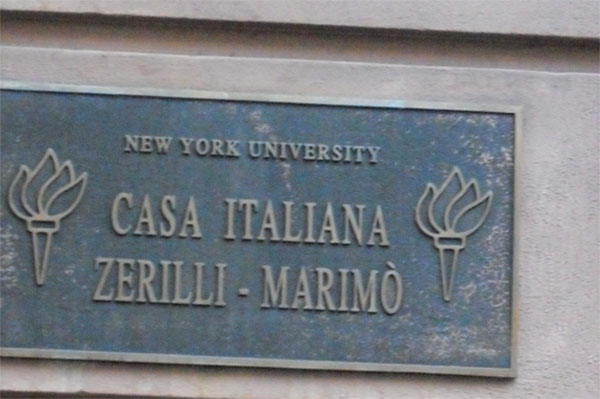 NEW YORK UNIVERSITY
CASA ITALIANA
ZERILLI - MARIMÒ